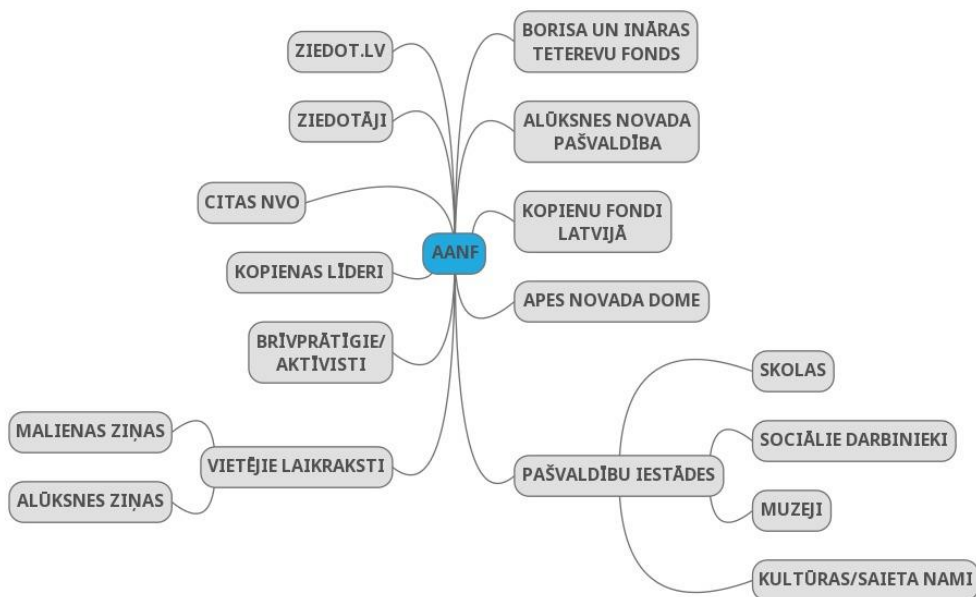 ZIEDOT.LV
ZIEDOTĀJI
CITAS NVO
KOPIENAS LĪDERI
BRĪVPRĀTĪGIE/
AKTĪVISTI
VIETĒJIE LAIKRAKSTI
MALIENAS ZIŅAS
ALŪKSNES ZIŅAS
AANF
BORISA UN INĀRAS
TETEREVU FONDS
ALŪKSNES NOVADA
PAŠVALDĪBA
KOPIENU FONDI
LATVIJĀ
APES NOVADA DOME
PAŠVALDĪBU IESTĀDES
SKOLAS
SOCIĀLIE DARBINIEKI
MUZEJI
KULTŪRAS/SAIETA NAMI